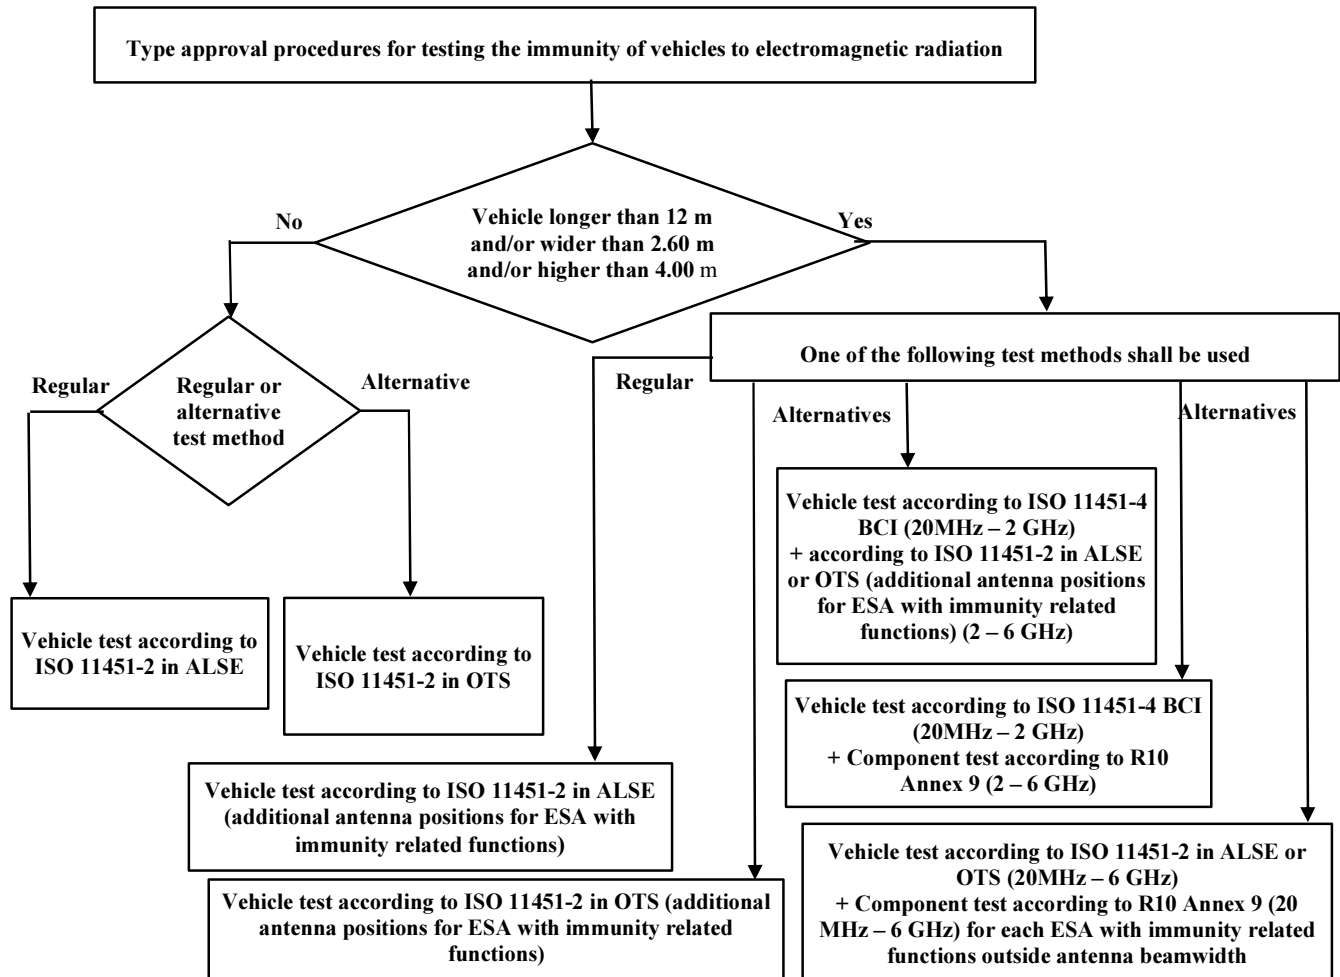 Type approval procedures for testing the immunity of vehicles to electromagnetic radiation
No
Vehicle longer than 12 m
and/or wider than 2.60 m
and/or higher than 4.00 m
Yes
Regular
Regular or
alternative
test method
Alternative
One of the following test methods shall be used
Regular
Alternatives
Alternatives
Vehicle test according to
ISO 11451-2 in ALSE
Vehicle test according to
ISO 11451-2 in OTS
Vehicle test according to ISO 11451-4
BCI (20MHz – 2 GHz)
+ according to ISO 11451-2 in ALSE
or OTS (additional antenna positions
for ESA with immunity related
functions) (2 – 6 GHz)
Vehicle test according to ISO 11451-4 BCI
(20MHz – 2 GHz)
+ Component test according to R10
Annex 9 (2 – 6 GHz)
Vehicle test according to ISO 11451-2 in ALSE
(additional antenna positions for ESA with
immunity related functions)
Vehicle test according to ISO 11451-2 in OTS (additional
antenna positions for ESA with immunity related
functions)
Vehicle test according to ISO 11451-2 in ALSE or
OTS (20MHz – 6 GHz)
+ Component test according to R10 Annex 9 (20
MHz – 6 GHz) for each ESA with immunity related
functions outside antenna beamwidth